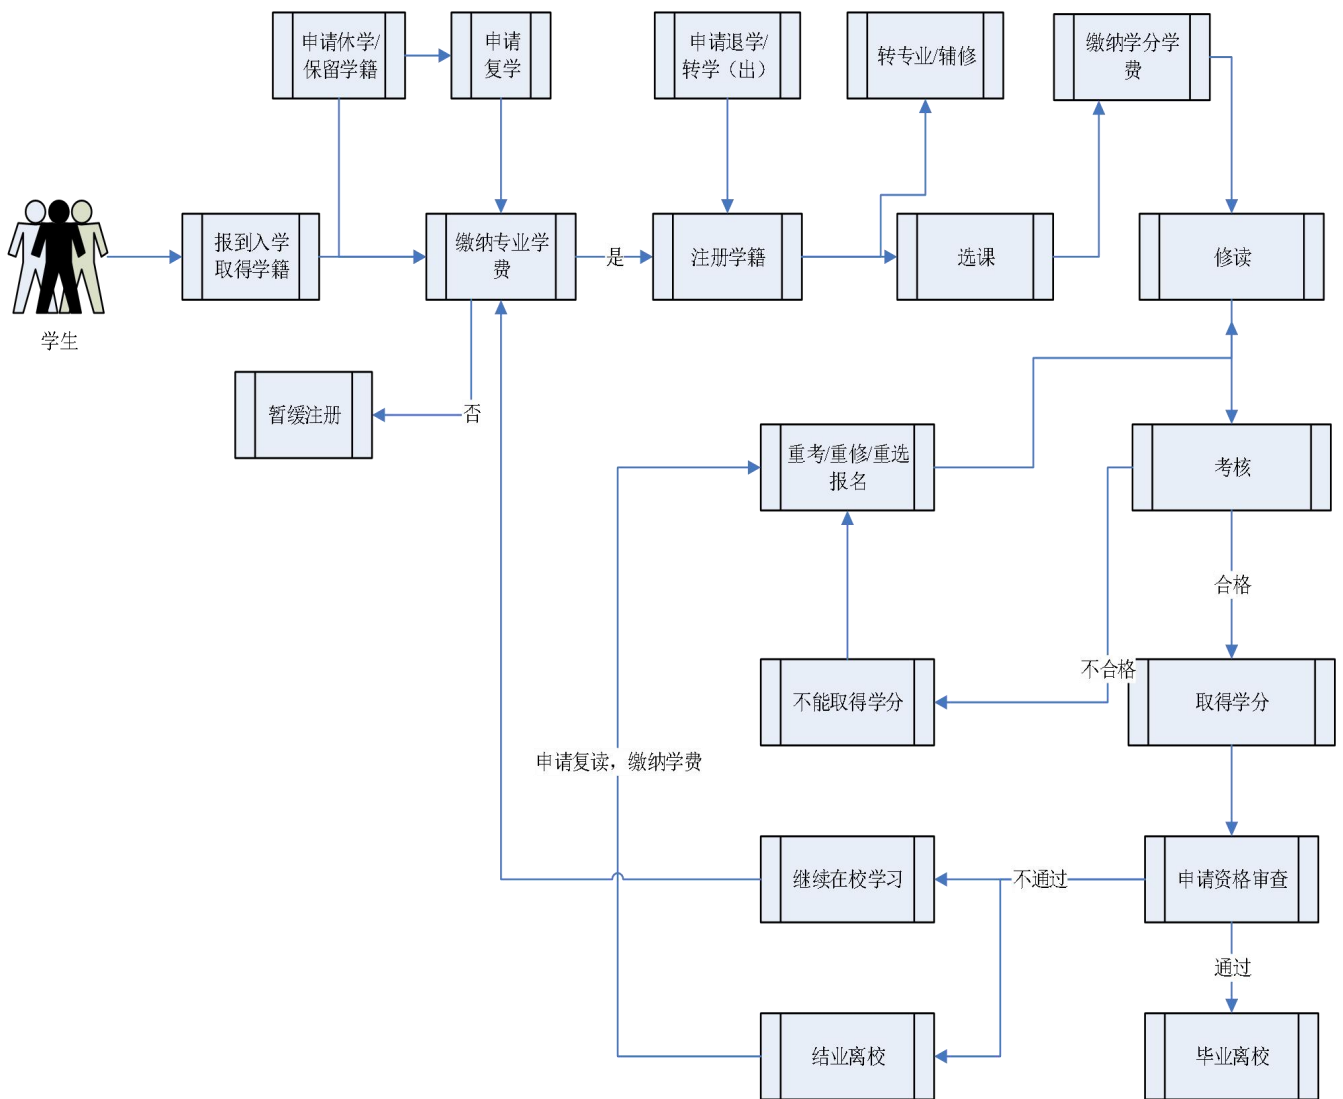 申请休学/
保留学籍
申请
复学
申请退学/
转学（出）
转专业/辅修
缴纳学分学
费
报到入学
取得学籍
缴纳专业学
费
是
注册学籍
选课
修读
学生
暂缓注册
否
重考/重修/重选
报名
考核
合格
不合格
不能取得学分
取得学分
申请复读，缴纳学费
继续在校学习
不通过
申请资格审查
通过
结业离校
毕业离校